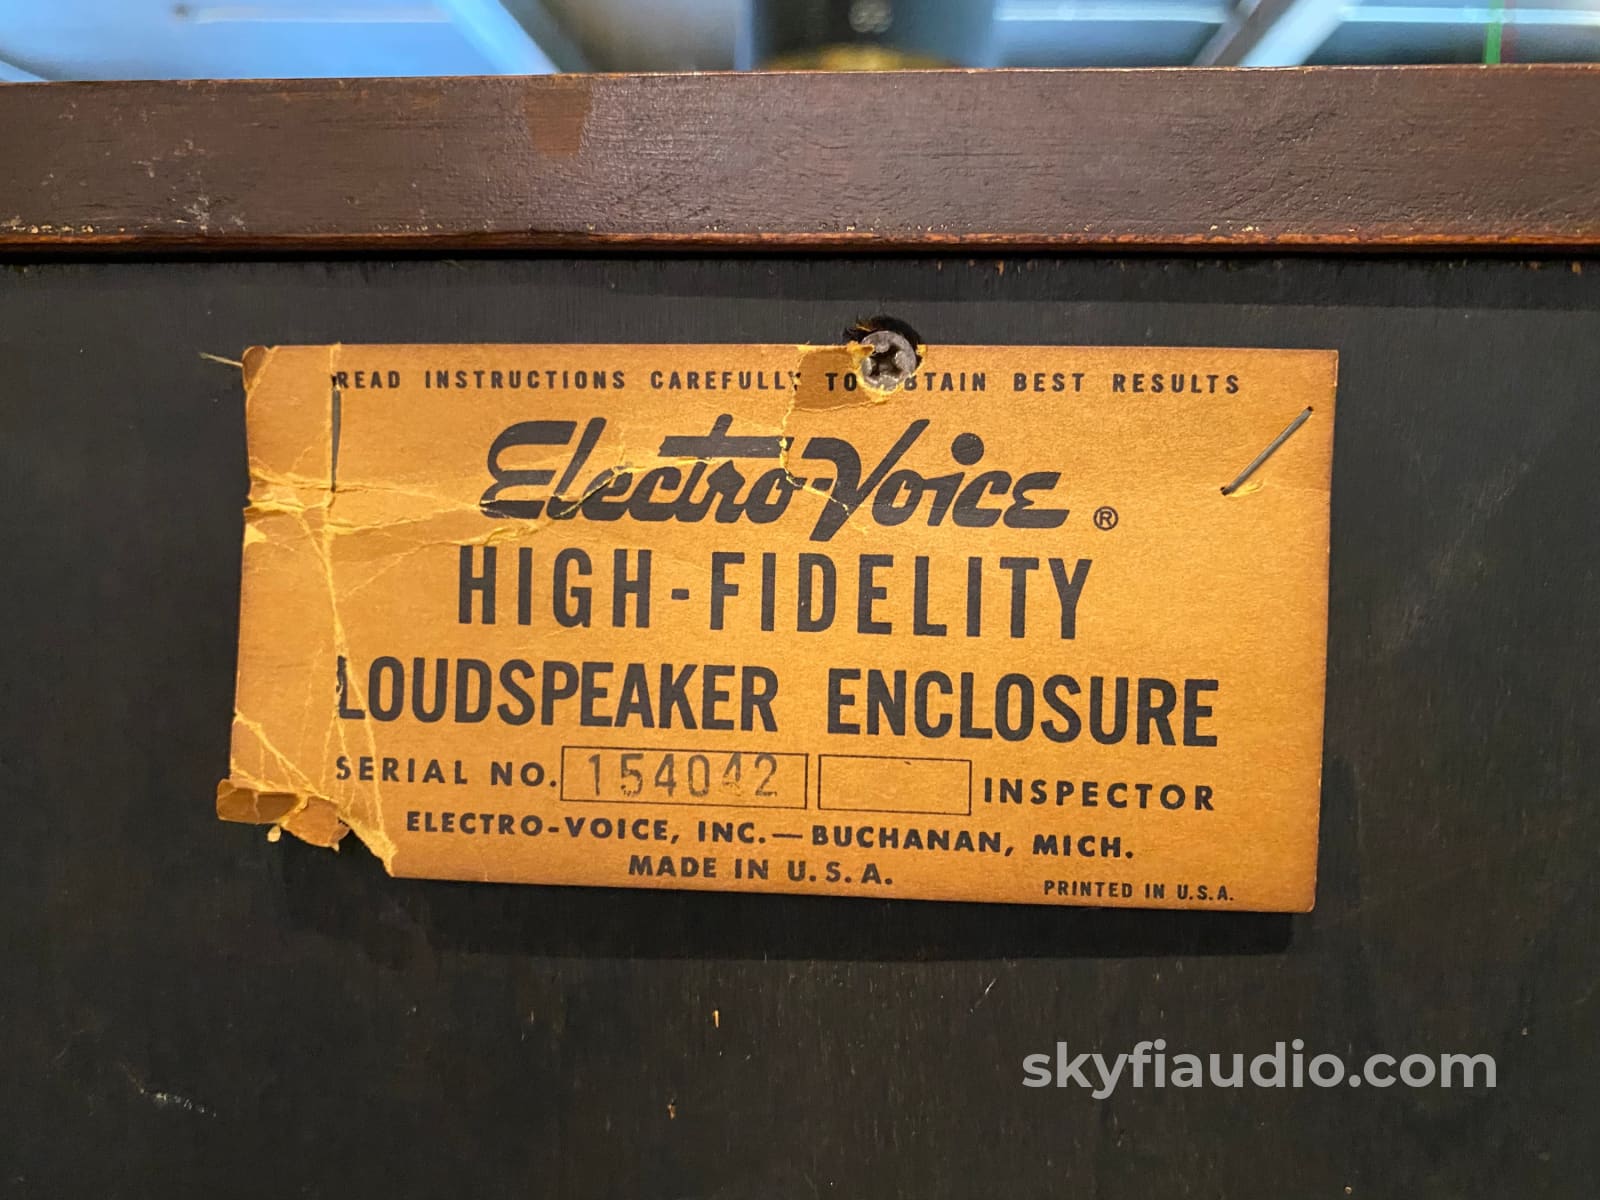 READ INSTRUCTIONS CAREFULLY TO OBTAIN BEST RESULTS
Electro-Voice ®
HIGH-FIDELITY
LOUDSPEAKER ENCLOSURE
SERIAL NO. 154042 INSPECTOR
ELECTRO-VOICE, INC.—BUCHANAN, MICH.
MADE IN U.S.A.
PRINTED IN U.S.A.
skyfiaudio.com